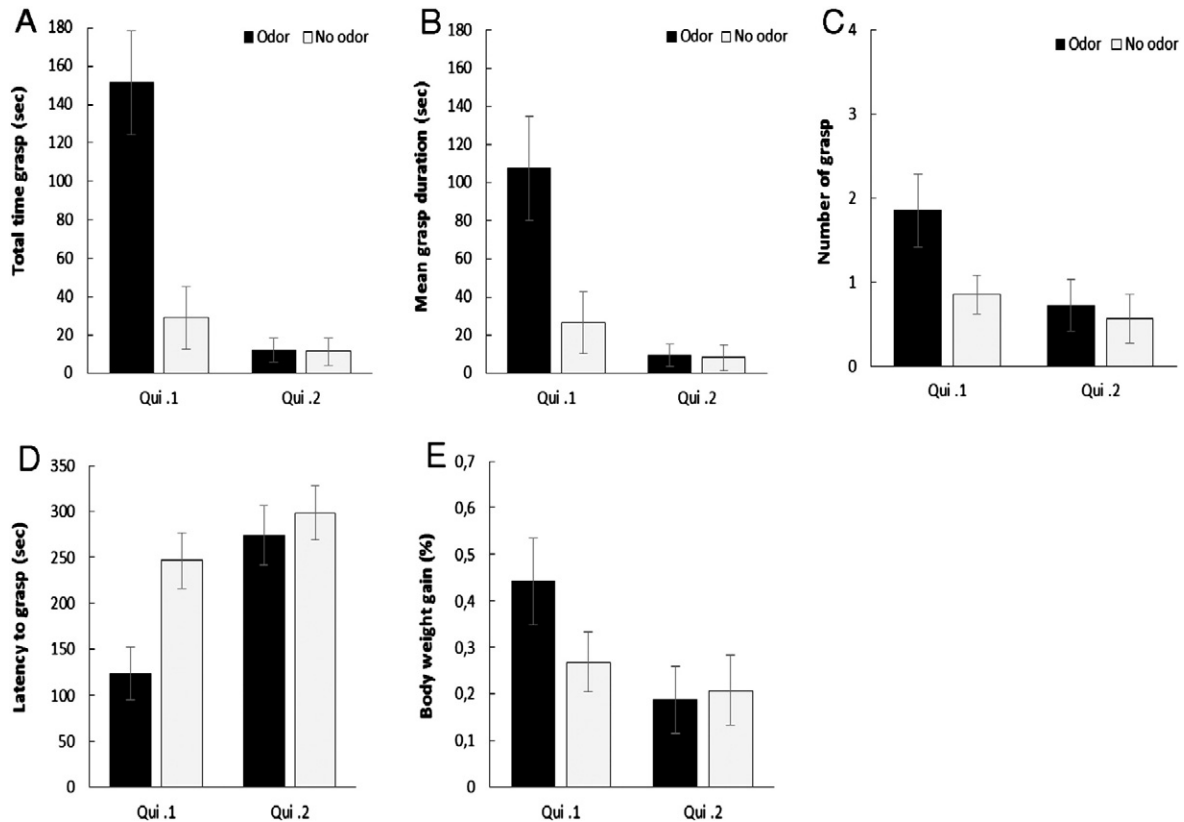 A
Total time grasp (sec)
180
160
140
120
100
80
60
40
20
0
Odor No odor
Qui .1 Qui .2
B
Mean grasp duration (sec)
180
160
140
120
100
80
60
40
20
0
Odor No odor
Qui .1 Qui .2
C
Number of grasp
4
3
2
1
0
Odor No odor
Qui .1 Qui .2
D
Latency to grasp (sec)
350
300
250
200
150
100
50
0
Qui .1 Qui .2
E
Body weight gain (%)
0,7
0,6
0,5
0,4
0,3
0,2
0,1
0
Qui .1 Qui .2